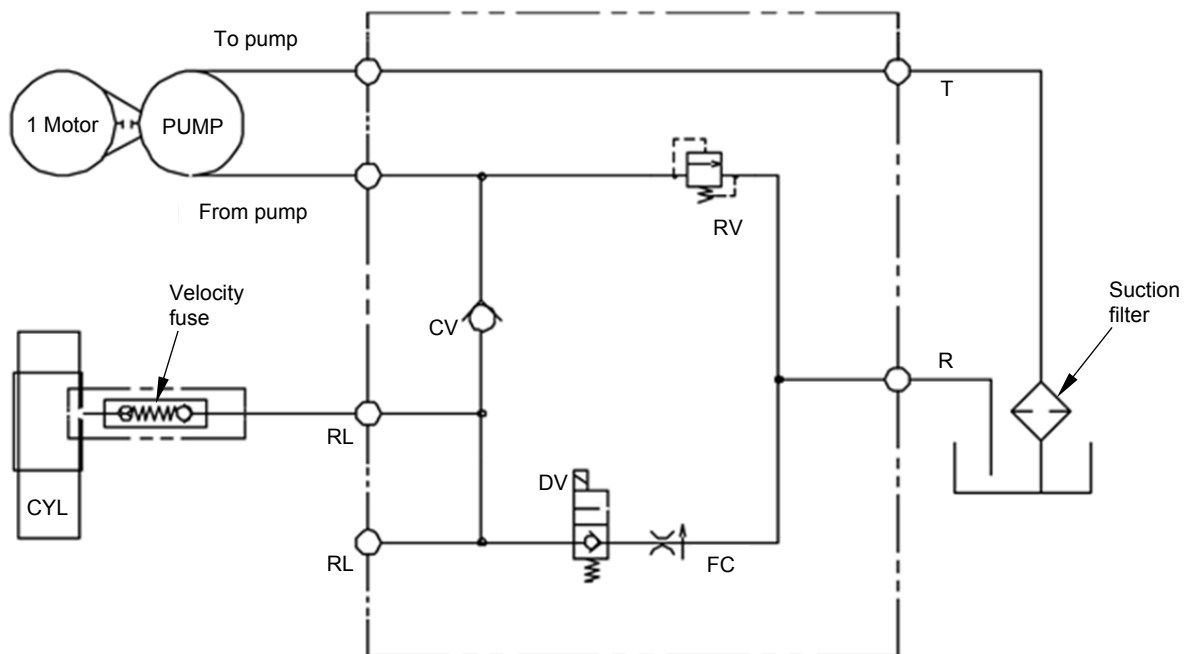 To pump
T
1 Motor
PUMP
From pump
RV
Velocity
fuse
Suction
filter
CV
R
RL
DV
CYL
RL
FC